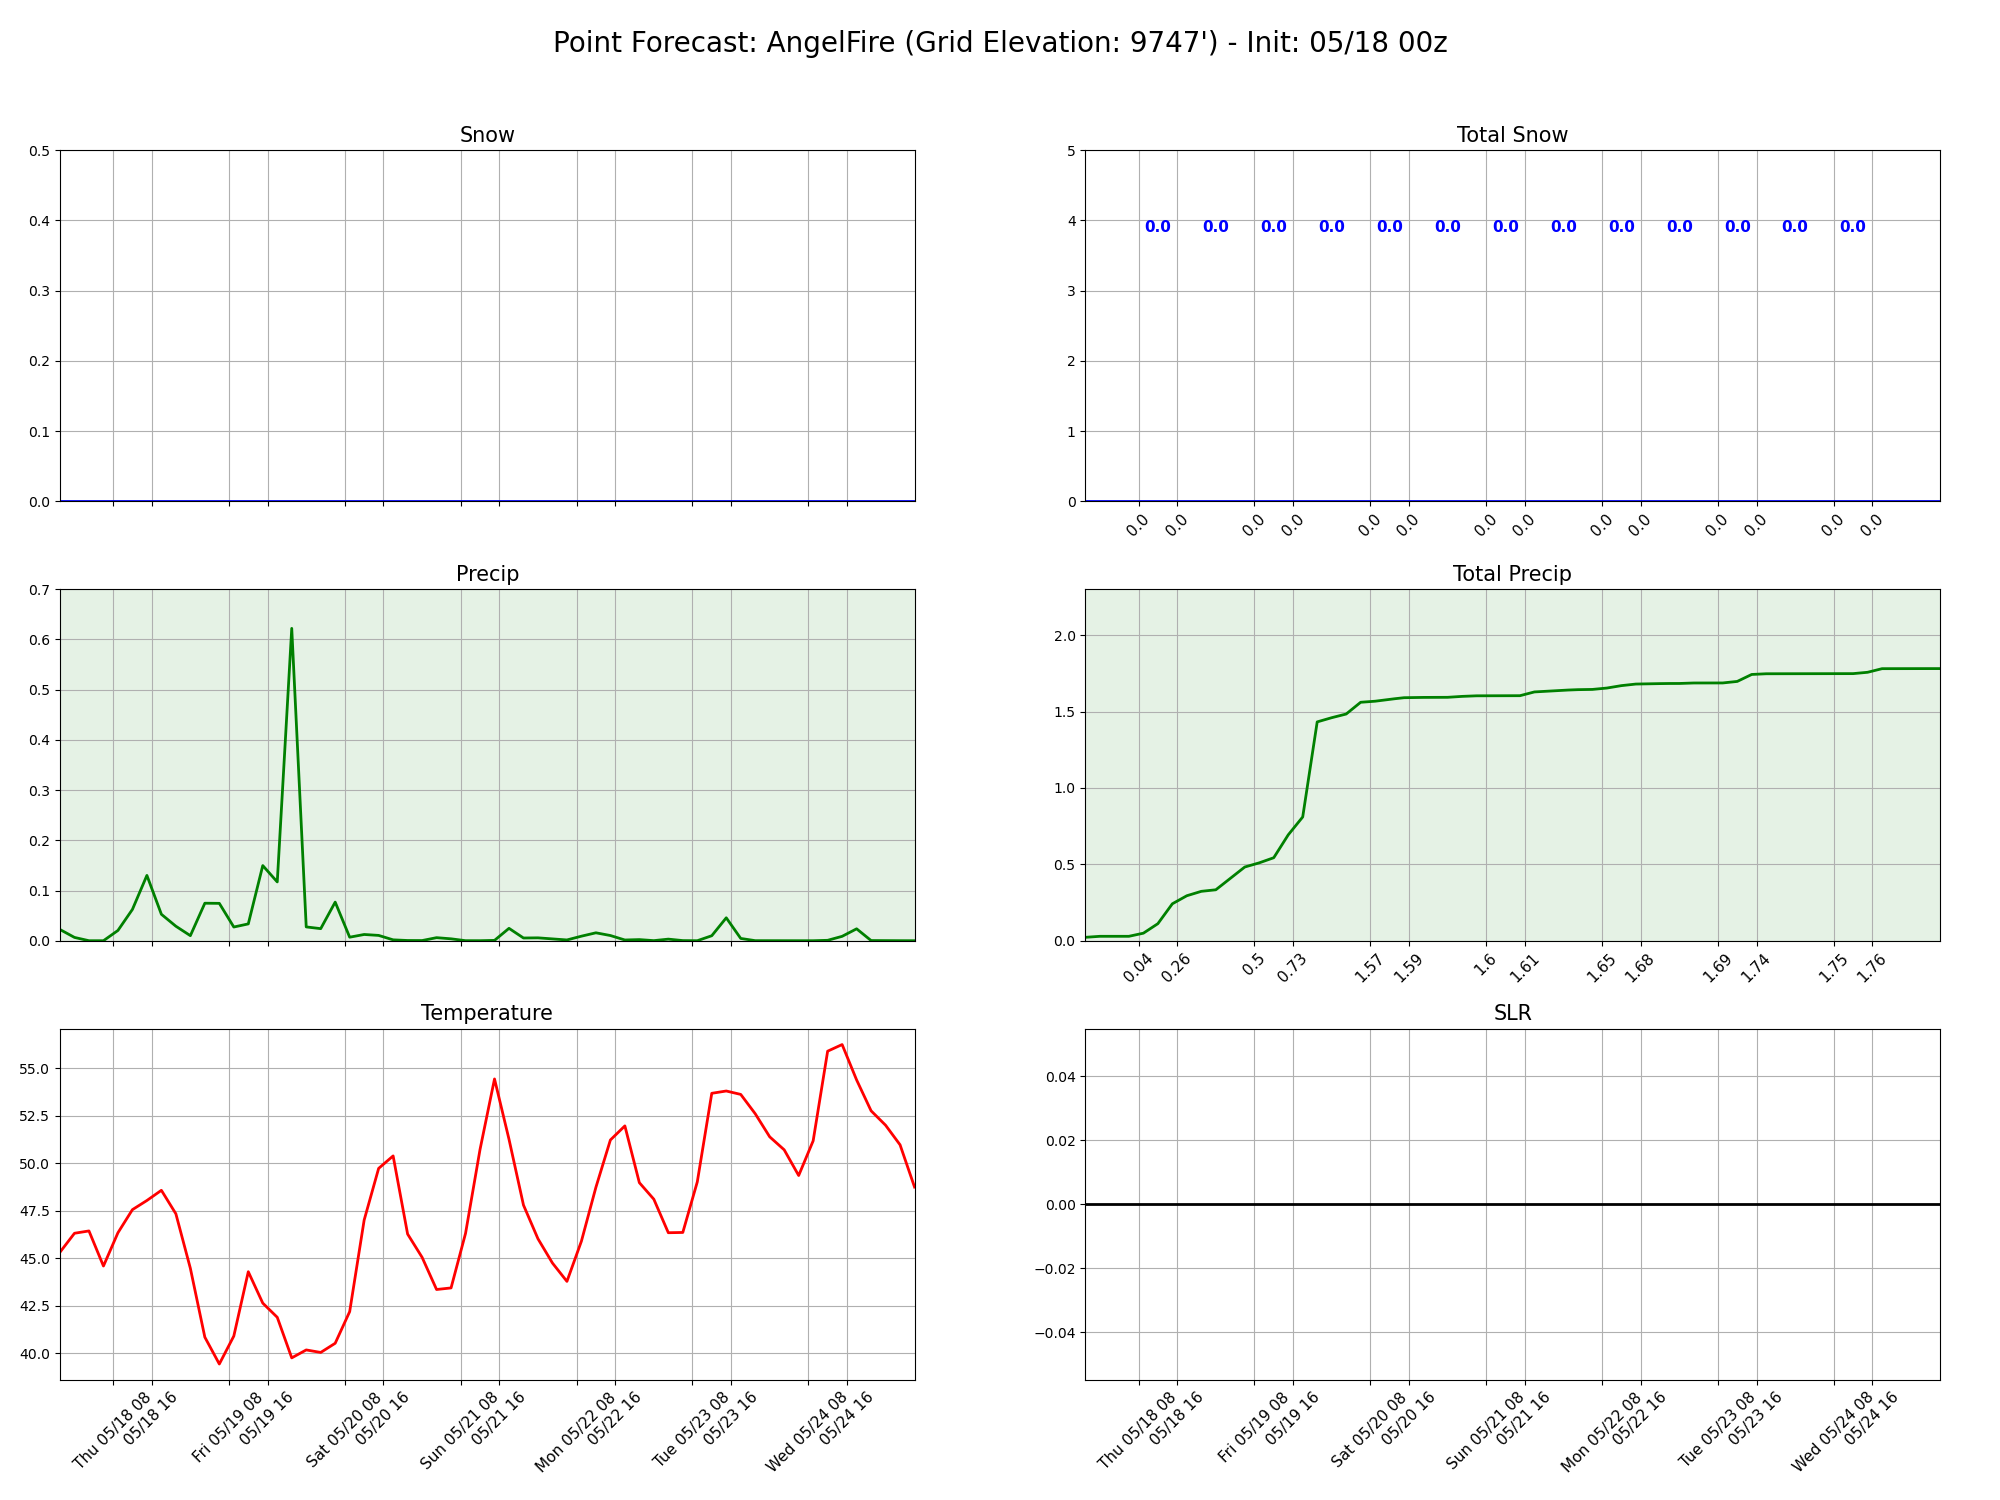 Point Forecast: AngelFire (Grid Elevation: 9747') - Init: 05/18 00z
Snow
0.5
0.4
0.3
0.2
0.1
0.0
Total Snow
5
4
3
2
1
0
0.0 0.0 0.0 0.0 0.0 0.0 0.0 0.0 0.0 0.0 0.0 0.0 0.0
0.0 0.0 0.0 0.0 0.0 0.0 0.0 0.0 0.0 0.0 0.0 0.0 0.0 0.0
Precip
0.7
0.6
0.5
0.4
0.3
0.2
0.1
0.0
Total Precip
2.0
1.5
1.0
0.5
0.0
0.04 0.26 0.5 0.73 1.57 1.59 1.6 1.61 1.65 1.68 1.69 1.74 1.75 1.76
Temperature
55.0
52.5
50.0
47.5
45.0
42.5
40.0
Thu 05/18 08
05/18 16
Fri 05/19 08
05/19 16
Sat 05/20 08
05/20 16
Sun 05/21 08
05/21 16
Mon 05/22 08
05/22 16
Tue 05/23 08
05/23 16
Wed 05/24 08
05/24 16
SLR
0.04
0.02
0.00
−0.02
−0.04
Thu 05/18 08
05/18 16
Fri 05/19 08
05/19 16
Sat 05/20 08
05/20 16
Sun 05/21 08
05/21 16
Mon 05/22 08
05/22 16
Tue 05/23 08
05/23 16
Wed 05/24 08
05/24 16